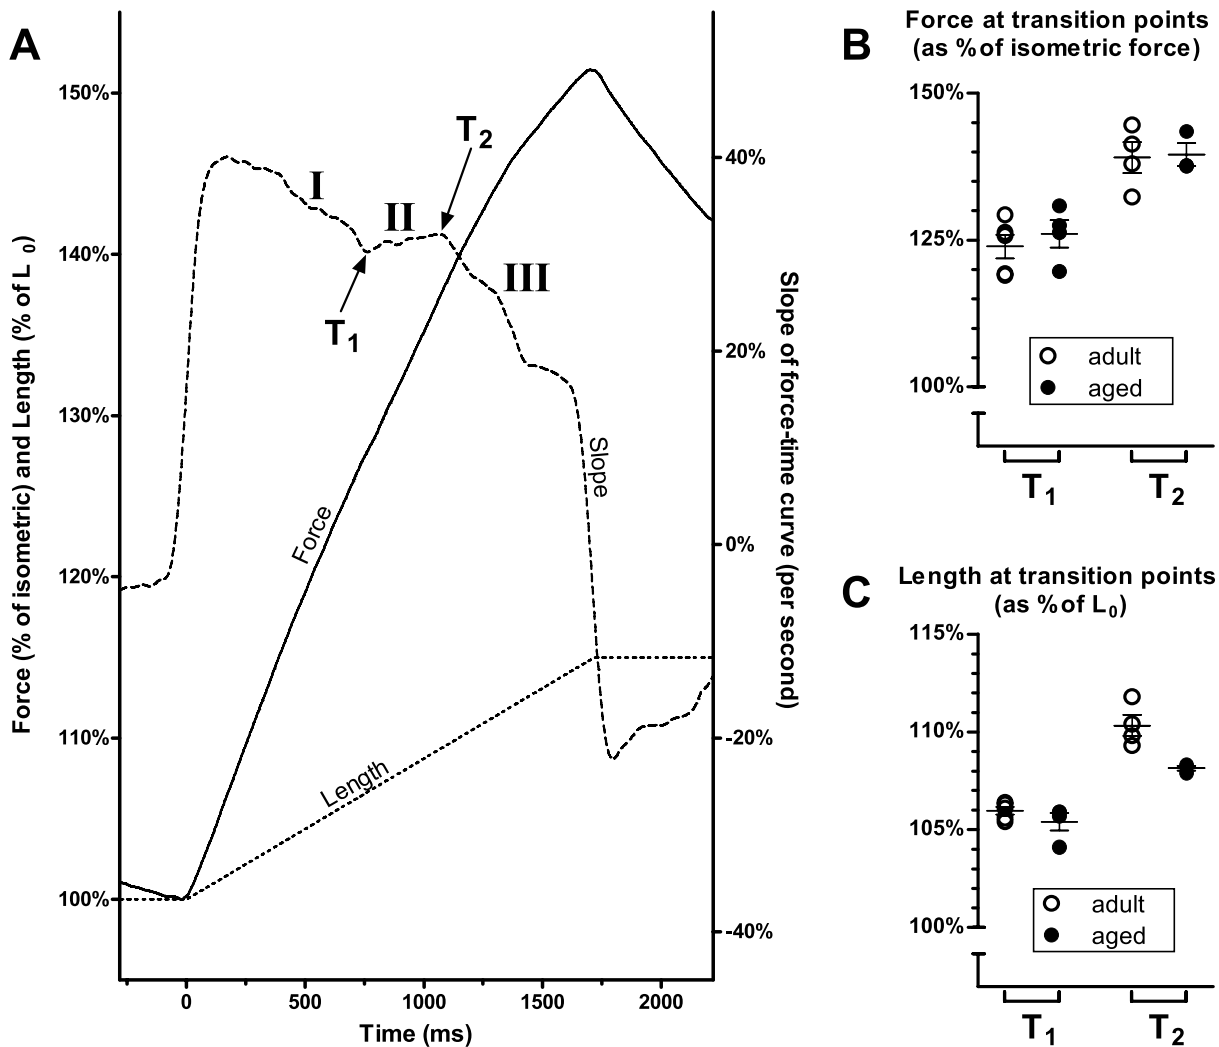 A
Force (% of isometric) and Length (% of L 0)
150%
140%
130%
120%
110%
100%
40%
20%
0%
-20%
-40%
Slope of force-time curve (per second)
I
II
III
T1
T2
Force
Slope
Length
0
500
1000
1500
2000
Time (ms)
B
Force at transition points
(as % of isometric force)
150%
125%
100%
adult
aged
T1
T2
C
Length at transition points
(as % of L0)
115%
110%
105%
100%
adult
aged
T1
T2